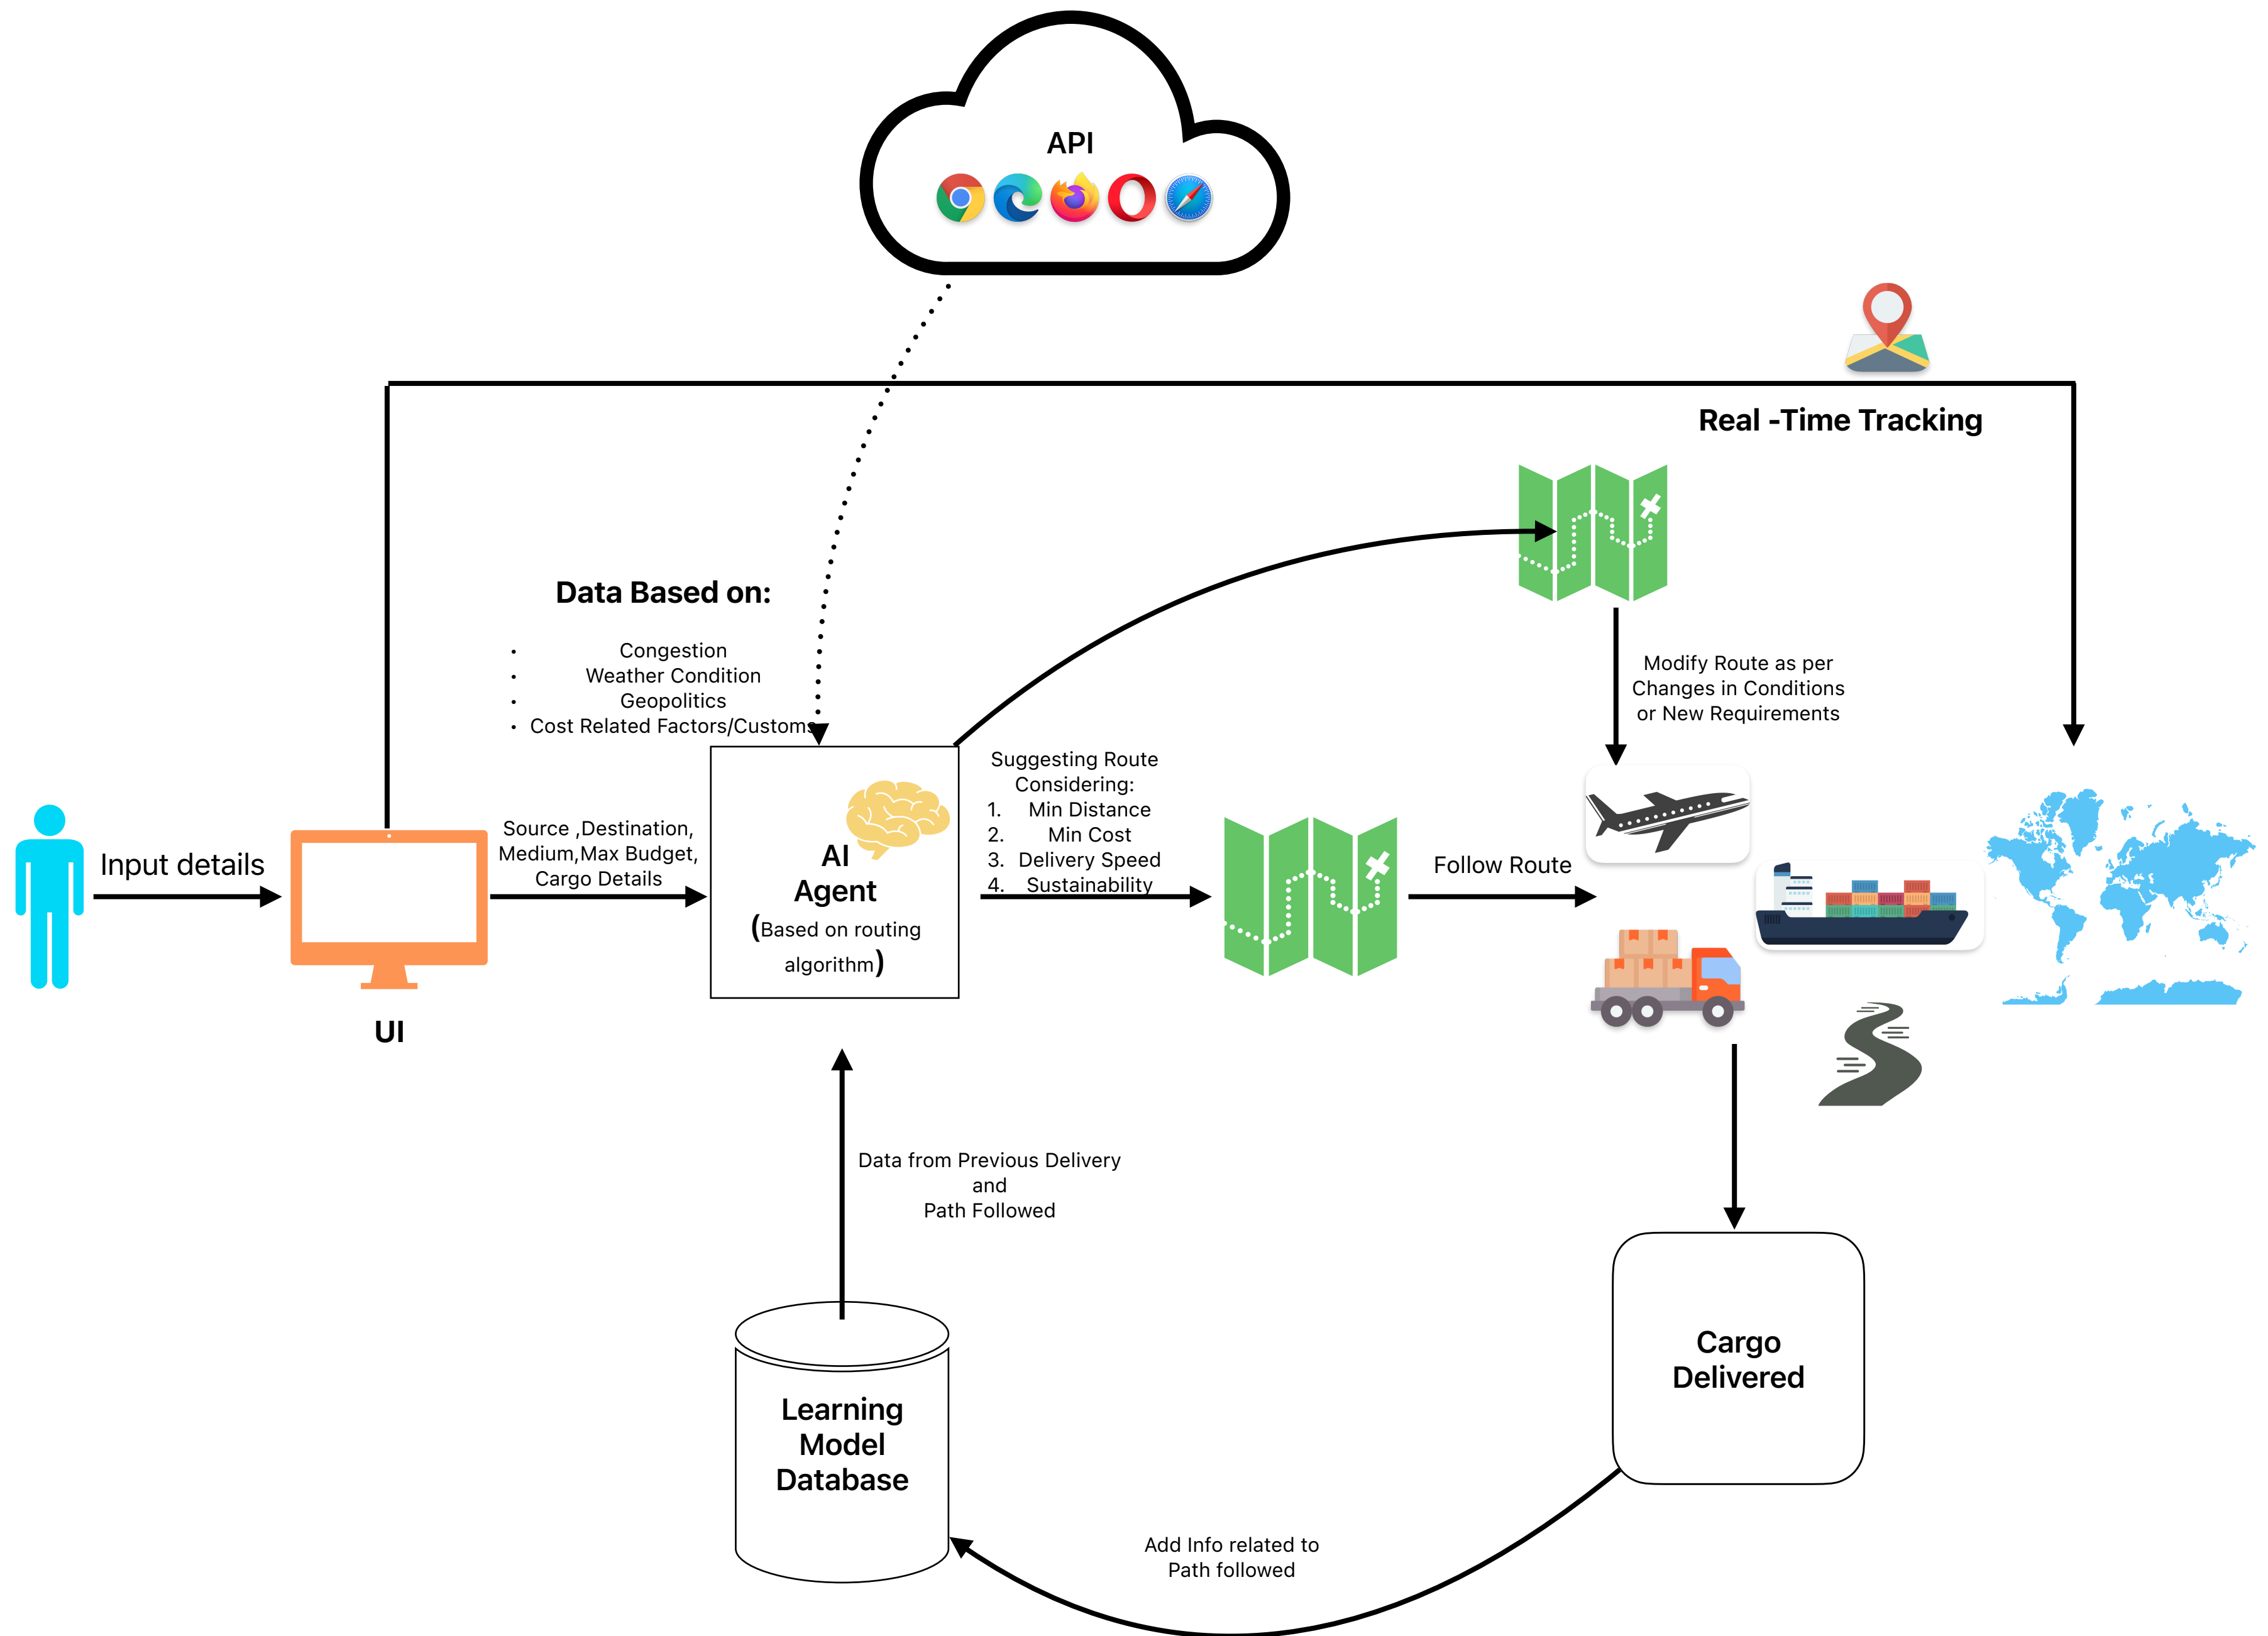 API
Real -Time Tracking
Data Based on:
• Congestion
• Weather Condition
• Geopolitics
• Cost Related Factors/Customs
Modify Route as per
Changes in Conditions
or New Requirements
Suggesting Route
Considering:
1. Min Distance
2. Min Cost
3. Delivery Speed
4. Sustainability
Input details
Source ,Destination,
Medium,Max Budget,
Cargo Details
AI
Agent
(Based on routing
algorithm)
Follow Route
UI
Data from Previous Delivery
and
Path Followed
Cargo
Delivered
Learning
Model
Database
Add Info related to
Path followed